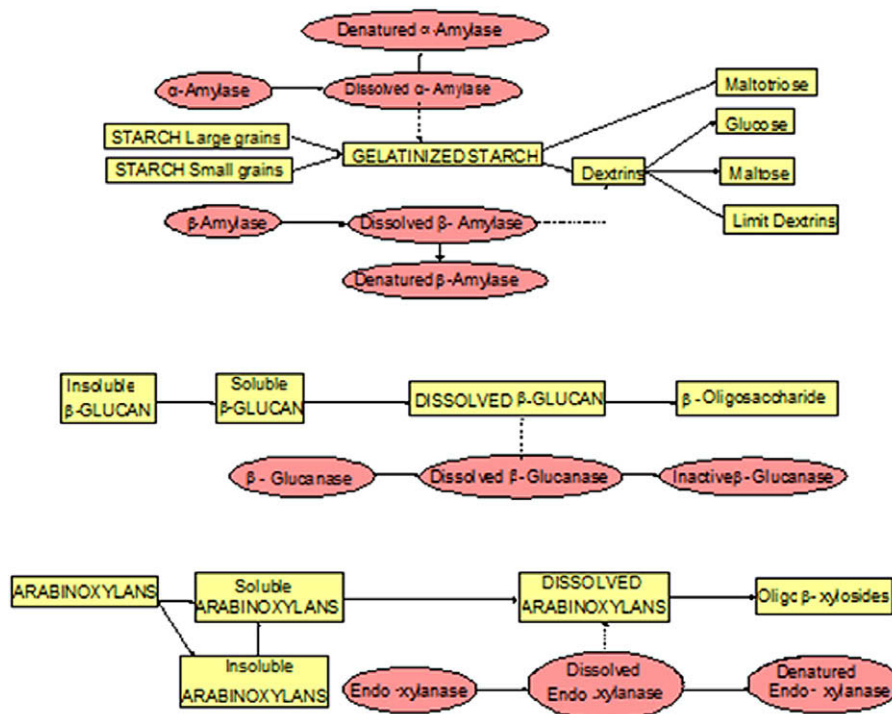 Denatured α-Amylase
α-Amylase
Dissolved α- Amylase
Maltotriose
STARCH Large grains
GELATINIZED STARCH
Glucose
STARCH Small grains
Dextrins
Maltose
β-Amylase
Dissolved β- Amylase
Limit Dextrins
Denatured β-Amylase
Insoluble
β-GLUCAN
Soluble
β-GLUCAN
DISSOLVED β-GLUCAN
β-Oligosaccharide
β - Glucanase
Dissolved β-Glucanase
Inactive β-Glucanase
ARABINOXYLANS
Soluble
ARABINOXYLANS
DISSOLVED
ARABINOXYLANS
Oligc β-xylosides
Insoluble
ARABINOXYLANS
Endo -xylanase
Dissolved
Endo -xylanase
Denatured
Endo- xylanase